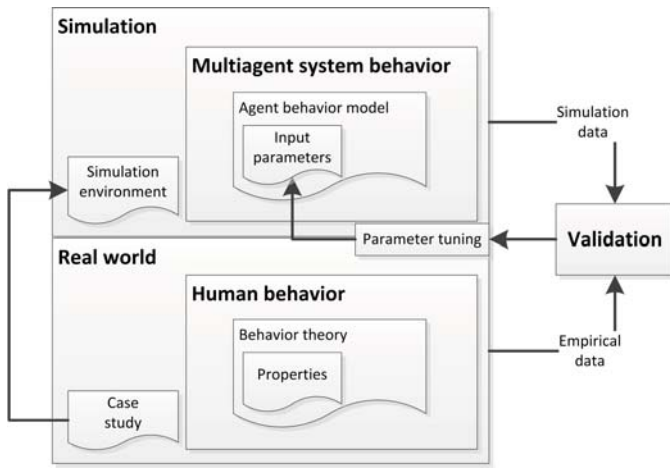 Simulation
Multiagent system behavior
Agent behavior model
Input
parameters
Simulation
environment
Simulation
data
Parameter tuning
Validation
Real world
Human behavior
Behavior theory
Properties
Case
study
Empirical
data